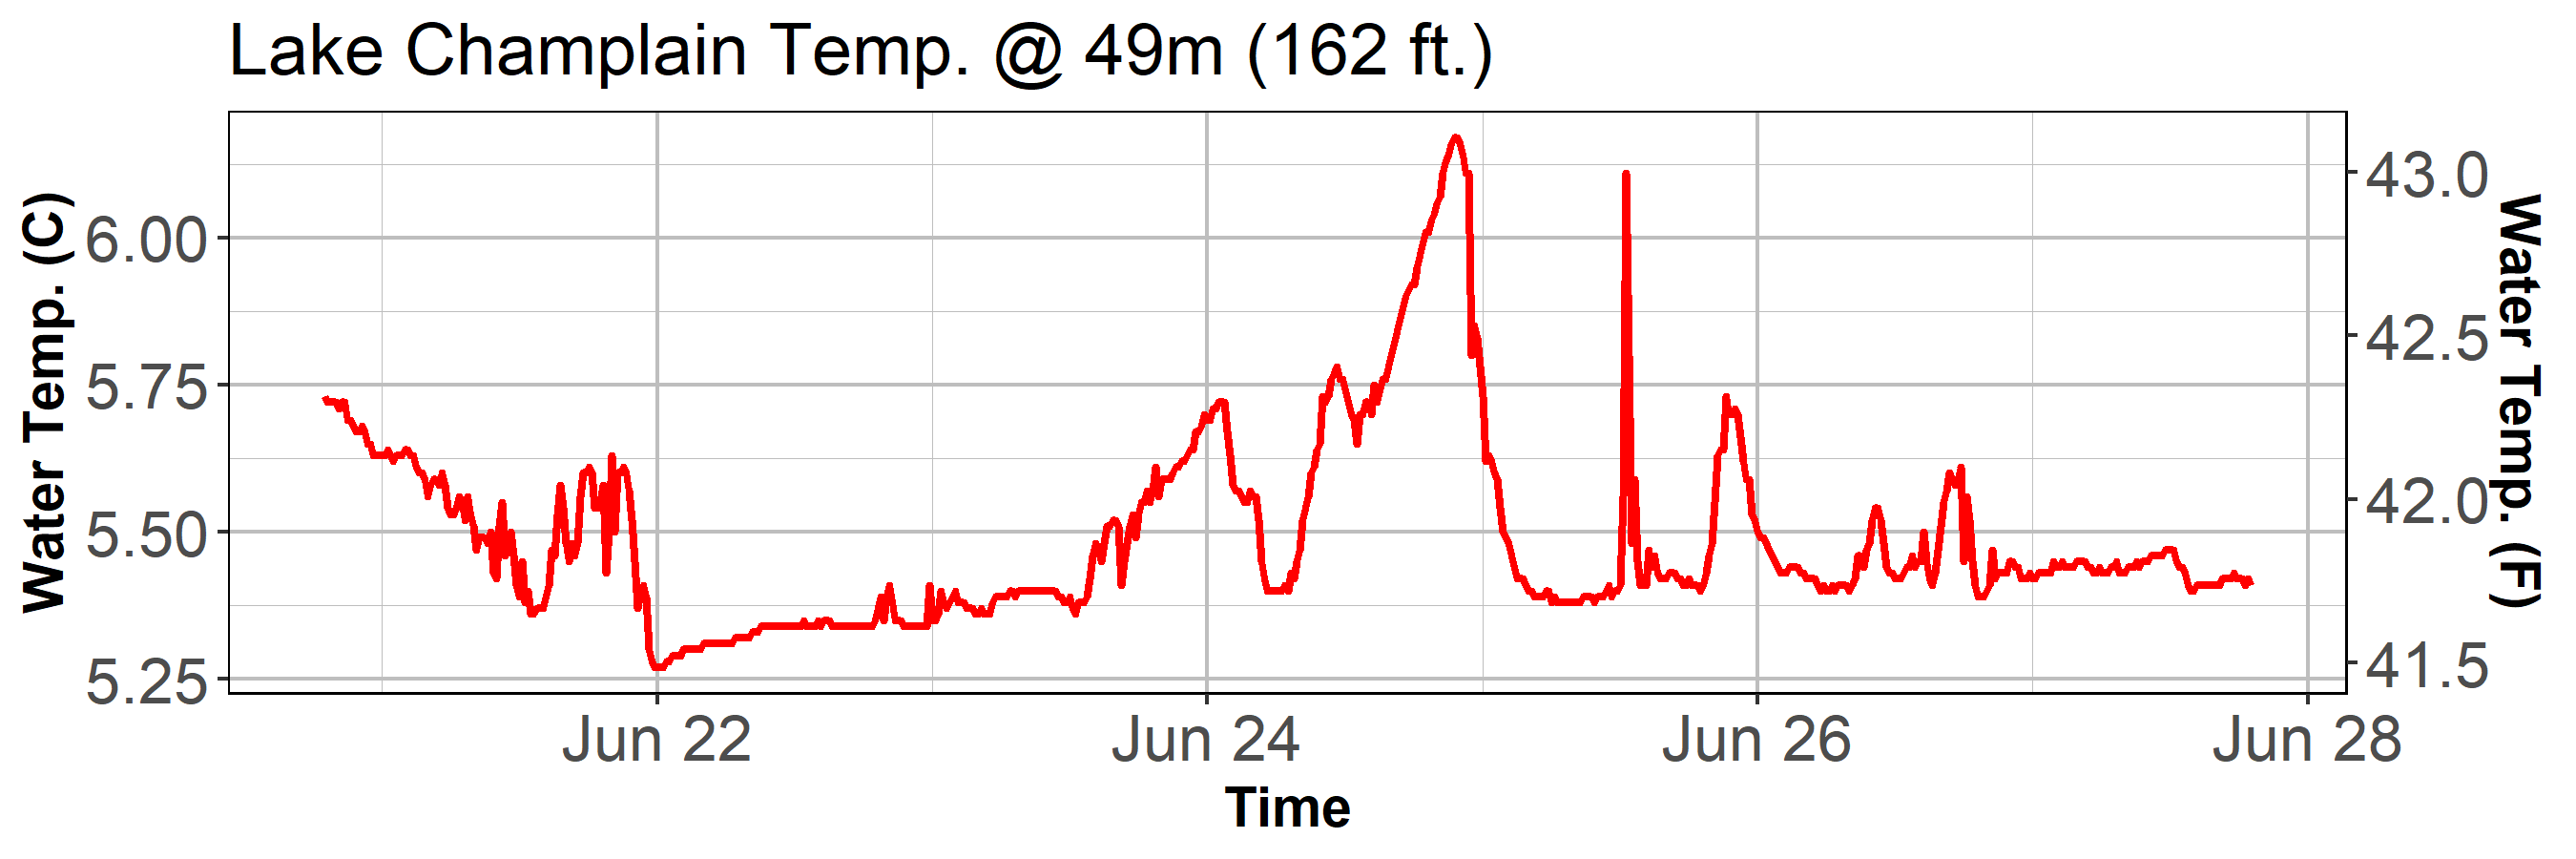 Lake Champlain Temp. @ 49m (162 ft.)
Water Temp. (C)
6.00
5.75
5.50
5.25
43.0
42.5
42.0
41.5
Water Temp. (F)
Jun 22
Jun 24
Jun 26
Jun 28
Time